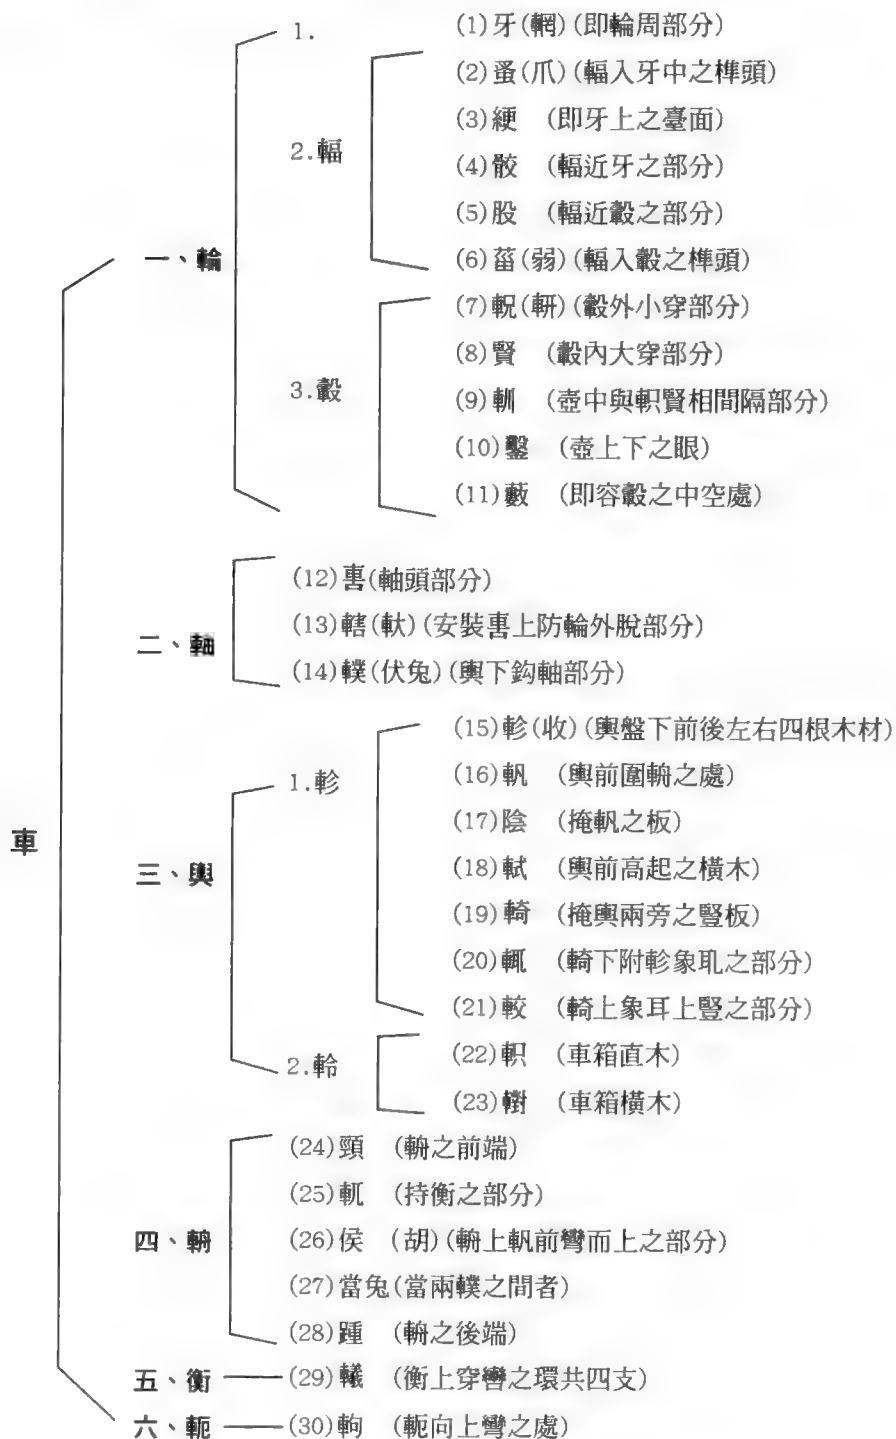 車
一、輪
1.
(1)牙(輞)(即輪周部分)
2.輻
(2)蚤(爪)(輻入牙中之榫頭)
(3)綆 (即牙上之臺面)
(4)骹 (輻近牙之部分)
(5)股 (輻近轂之部分)
(6)菑(弱)(輻入轂之榫頭)
3.轂
(7)軹(軒)(轂外小穿部分)
(8)賢 (轂內大穿部分)
(9)軔 (壺中與軹賢相間隔部分)
(10)鑿 (壺上下之眼)
(11)藪 (即容轂之中空處)
二、軸
(12)軎(軸頭部分)
(13)轄(軑)(安裝軎上防輪外脫部分)
(14)轐(伏兔)(輿下鈎軸部分)
三、輿
1.軫
(15)軫(收)(輿盤下前後左右四根木材)
(16)軓 (輿前圍輈之處)
(17)陰 (掩軓之板)
(18)軾 (輿前高起之橫木)
(19)輢 (掩輿兩旁之豎板)
(20)輒 (輢下附軫象耴之部分)
(21)較 (輢上象耳上豎之部分)
2.軨
(22)軹 (車箱直木)
(23)轛 (車箱橫木)
四、輈
(24)頸 (輈之前端)
(25)軏 (持衡之部分)
(26)侯 (胡)(輈上軓前彎而上之部分)
(27)當兔(當兩轐之間者)
(28)踵 (輈之後端)
五、衡
(29)轙 (衡上穿轡之環共四支)
六、軛
(30)軥 (軛向上彎之處)